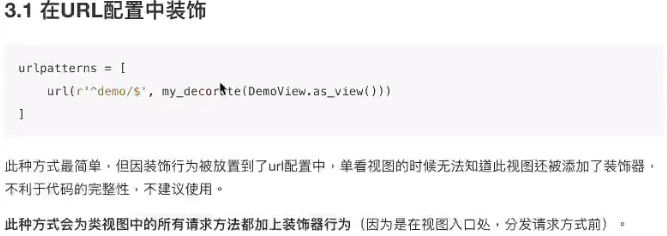 3.1 在URL配置中装饰
urlpatterns = [
url(r'^demo/$', my_decorate(DemoView.as_view()))
]
此种方式最简单，但因装饰行为被放置到了url配置中，单看视图的时候无法知道此视图还被添加了装饰器，
不利于代码的完整性，不建议使用。
此种方式会为类视图中的所有请求方法都加上装饰器行为（因为是在视图入口处，分发请求方式前）。